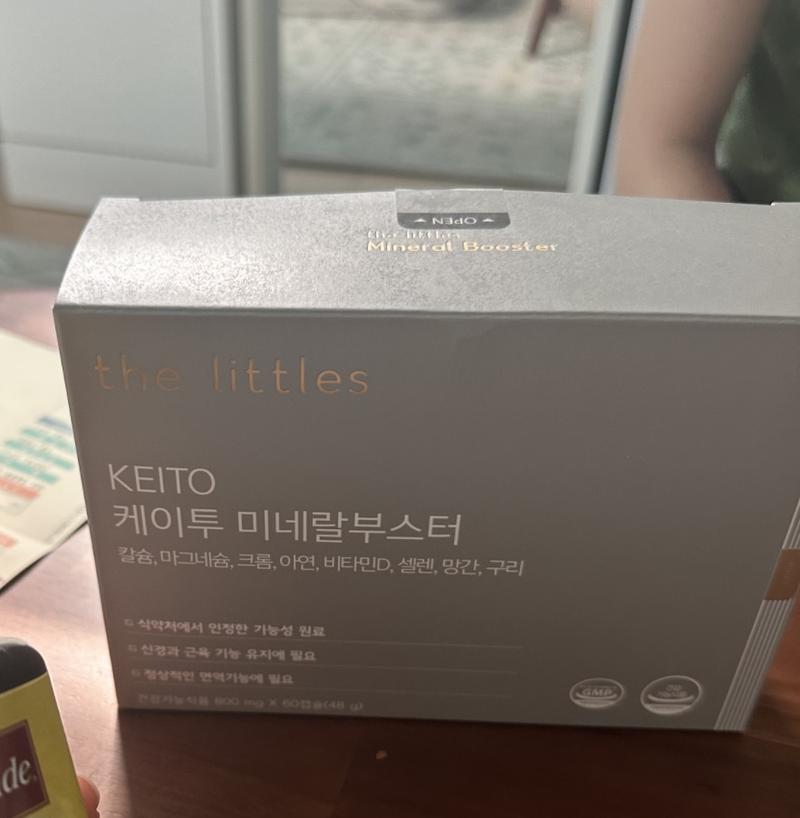 OPEN
the littles
Mineral Booster
the littles
KEITO
케이투 미네랄부스터
칼슘, 마그네슘, 크롬, 아연, 비타민D, 셀렌, 망간, 구리
식약처에서 인정한 기능성 원료
신경과 근육 기능 유지에 필요
정상적인 면역기능에 필요
건강기능식품 800 mg X 60캡슐(48 g)
GMP
de